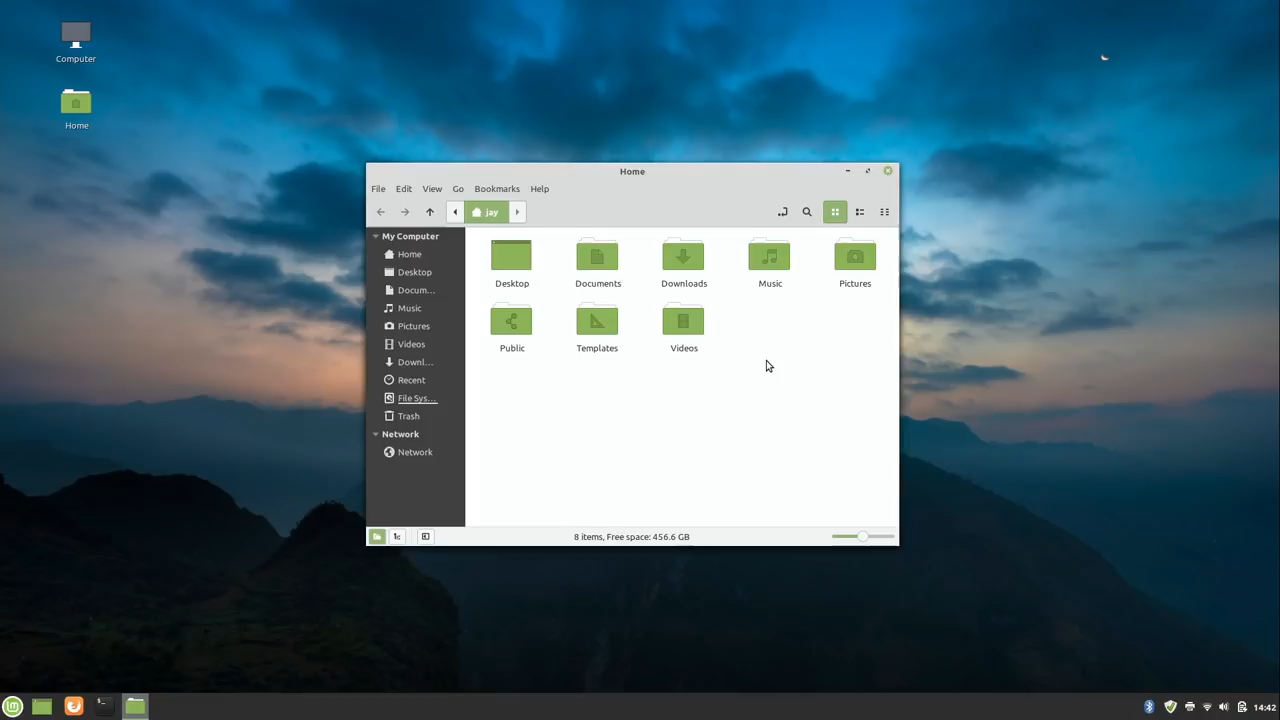 Computer
Home
Home
File Edit View Go Bookmarks Help
jay
My Computer
Home
Desktop
Docum...
Music
Pictures
Videos
Downl...
Recent
File Sys...
Trash
Network
Network
Desktop Documents Downloads Music Pictures
Public Templates Videos
8 items, Free space: 456.6 GB
14:42